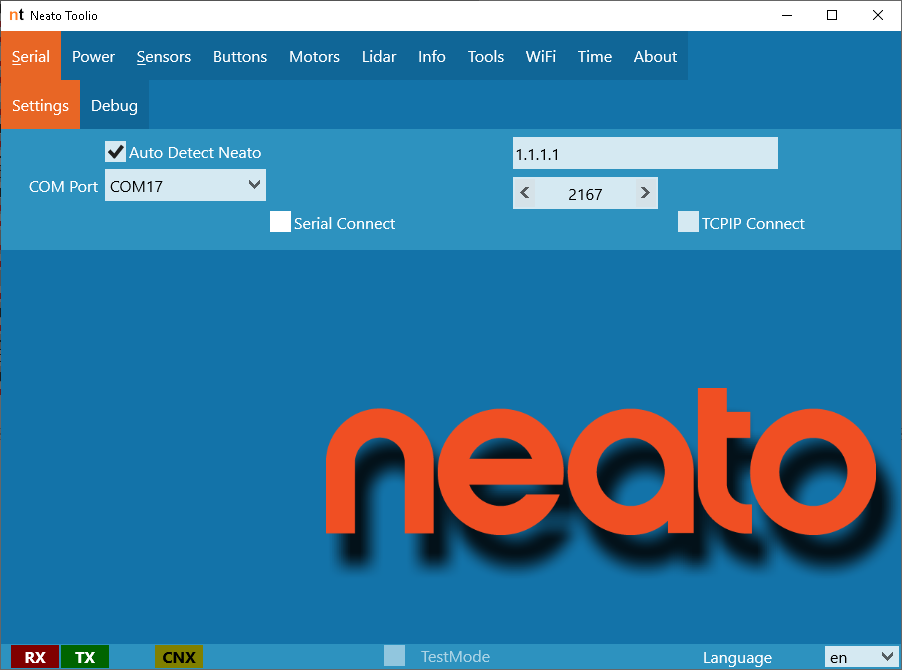 nt Neato Toolio
Serial Power Sensors Buttons Motors Lidar Info Tools WiFi Time About
Settings Debug
Auto Detect Neato
1.1.1.1
COM Port COM17
2167
Serial Connect
TCPIP Connect
neato
RX TX CNX TestMode Language en